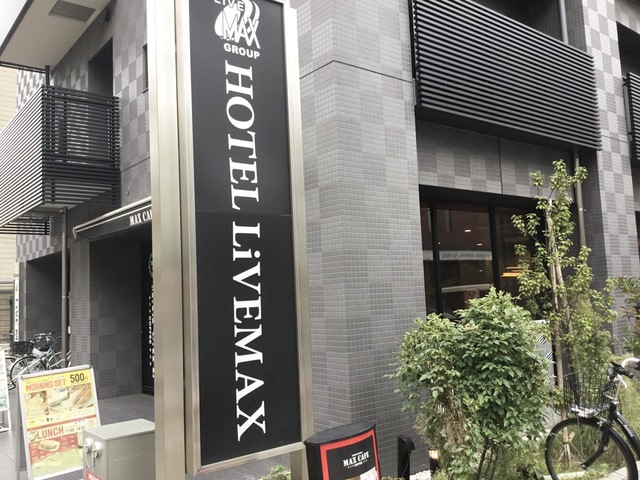 LIVE
MAX
GROUP
HOTEL LiVEMAX
MAX CAFE
MORNING SET 500
LUNCH
MAX CAFE